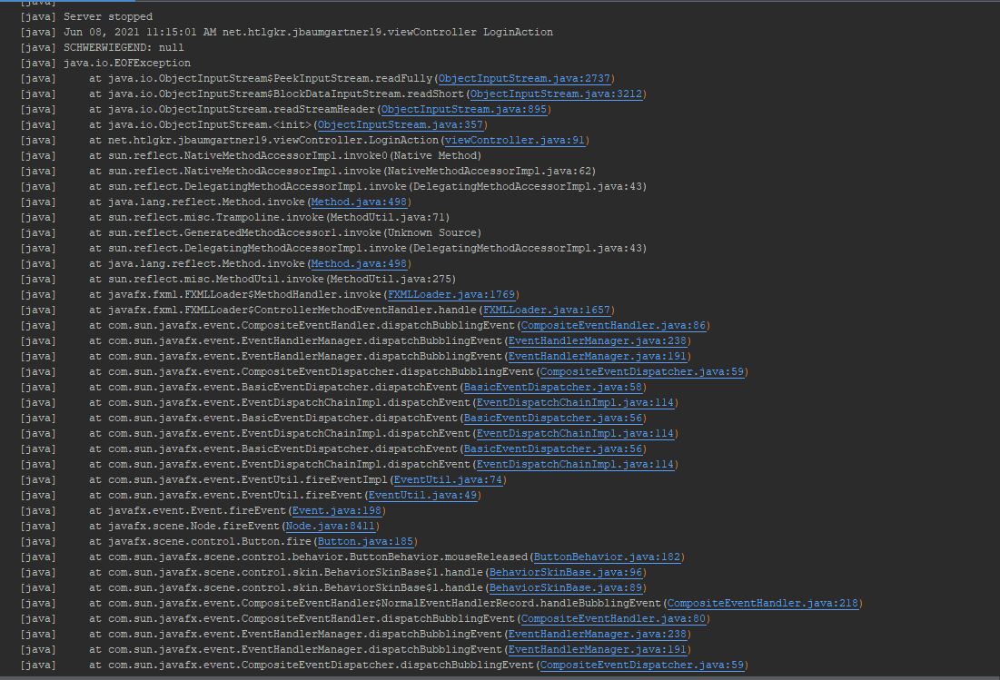 [java]
[java] Server stopped
[java] Jun 08, 2021 11:15:01 AM net.htlgkr.jbaumgartner19.viewController LoginAction
[java] SCHWERWIEGEND: null
[java] java.io.EOFException
[java]     at java.io.ObjectInputStream$PeekInputStream.readFully(ObjectInputStream.java:2737)
[java]     at java.io.ObjectInputStream$BlockDataInputStream.readShort(ObjectInputStream.java:3212)
[java]     at java.io.ObjectInputStream.readStreamHeader(ObjectInputStream.java:895)
[java]     at java.io.ObjectInputStream.<init>(ObjectInputStream.java:357)
[java]     at net.htlgkr.jbaumgartner19.viewController.LoginAction(viewController.java:91)
[java]     at sun.reflect.NativeMethodAccessorImpl.invoke0(Native Method)
[java]     at sun.reflect.NativeMethodAccessorImpl.invoke(NativeMethodAccessorImpl.java:62)
[java]     at sun.reflect.DelegatingMethodAccessorImpl.invoke(DelegatingMethodAccessorImpl.java:43)
[java]     at java.lang.reflect.Method.invoke(Method.java:498)
[java]     at sun.reflect.misc.Trampoline.invoke(MethodUtil.java:71)
[java]     at sun.reflect.GeneratedMethodAccessor1.invoke(Unknown Source)
[java]     at sun.reflect.DelegatingMethodAccessorImpl.invoke(DelegatingMethodAccessorImpl.java:43)
[java]     at java.lang.reflect.Method.invoke(Method.java:498)
[java]     at sun.reflect.misc.MethodUtil.invoke(MethodUtil.java:275)
[java]     at javafx.fxml.FXMLLoader$MethodHandler.invoke(FXMLLoader.java:1769)
[java]     at javafx.fxml.FXMLLoader$ControllerMethodEventHandler.handle(FXMLLoader.java:1657)
[java]     at com.sun.javafx.event.CompositeEventHandler.dispatchBubblingEvent(CompositeEventHandler.java:86)
[java]     at com.sun.javafx.event.EventHandlerManager.dispatchBubblingEvent(EventHandlerManager.java:238)
[java]     at com.sun.javafx.event.EventHandlerManager.dispatchBubblingEvent(EventHandlerManager.java:191)
[java]     at com.sun.javafx.event.CompositeEventDispatcher.dispatchBubblingEvent(CompositeEventDispatcher.java:59)
[java]     at com.sun.javafx.event.BasicEventDispatcher.dispatchEvent(BasicEventDispatcher.java:58)
[java]     at com.sun.javafx.event.EventDispatchChainImpl.dispatchEvent(EventDispatchChainImpl.java:114)
[java]     at com.sun.javafx.event.BasicEventDispatcher.dispatchEvent(BasicEventDispatcher.java:56)
[java]     at com.sun.javafx.event.EventDispatchChainImpl.dispatchEvent(EventDispatchChainImpl.java:114)
[java]     at com.sun.javafx.event.BasicEventDispatcher.dispatchEvent(BasicEventDispatcher.java:56)
[java]     at com.sun.javafx.event.EventDispatchChainImpl.dispatchEvent(EventDispatchChainImpl.java:114)
[java]     at com.sun.javafx.event.EventUtil.fireEventImpl(EventUtil.java:74)
[java]     at com.sun.javafx.event.EventUtil.fireEvent(EventUtil.java:49)
[java]     at javafx.event.Event.fireEvent(Event.java:198)
[java]     at javafx.scene.Node.fireEvent(Node.java:8411)
[java]     at javafx.scene.control.Button.fire(Button.java:185)
[java]     at com.sun.javafx.scene.control.behavior.ButtonBehavior.mouseReleased(ButtonBehavior.java:182)
[java]     at com.sun.javafx.scene.control.skin.BehaviorSkinBase$1.handle(BehaviorSkinBase.java:96)
[java]     at com.sun.javafx.scene.control.skin.BehaviorSkinBase$1.handle(BehaviorSkinBase.java:89)
[java]     at com.sun.javafx.event.CompositeEventHandler$NormalEventHandlerRecord.handleBubblingEvent(CompositeEventHandler.java:218)
[java]     at com.sun.javafx.event.CompositeEventHandler.dispatchBubblingEvent(CompositeEventHandler.java:80)
[java]     at com.sun.javafx.event.EventHandlerManager.dispatchBubblingEvent(EventHandlerManager.java:238)
[java]     at com.sun.javafx.event.EventHandlerManager.dispatchBubblingEvent(EventHandlerManager.java:191)
[java]     at com.sun.javafx.event.CompositeEventDispatcher.dispatchBubblingEvent(CompositeEventDispatcher.java:59)